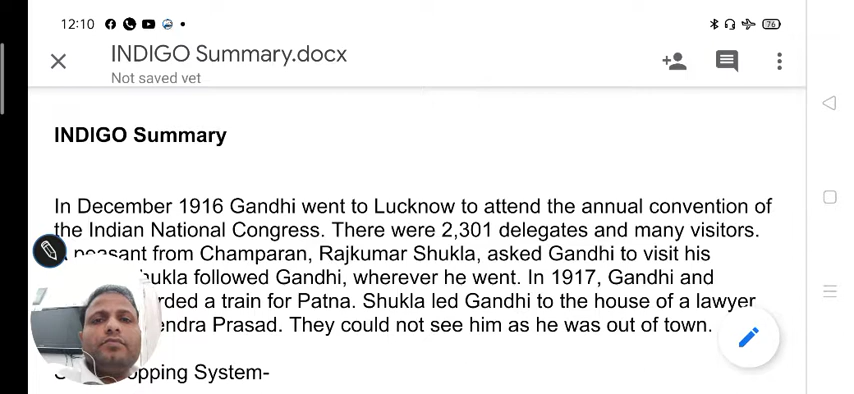 12:10
76
INDIGO Summary.docx
Not saved yet
INDIGO Summary
In December 1916 Gandhi went to Lucknow to attend the annual convention of
the Indian National Congress. There were 2,301 delegates and many visitors.
peasant from Champaran, Rajkumar Shukla, asked Gandhi to visit his
followed Gandhi, wherever he went. In 1917, Gandhi and
a train for Patna. Shukla led Gandhi to the house of a lawyer
Prasad. They could not see him as he was out of town.
System-